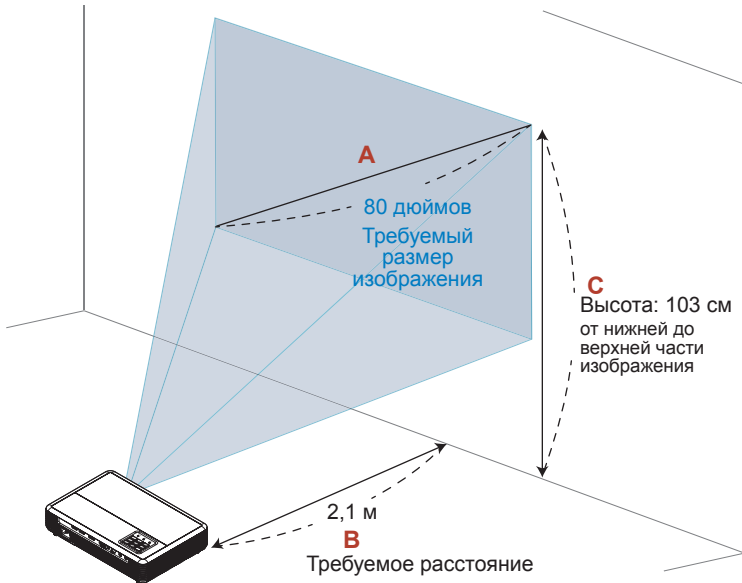 A
80 дюймов
Требуемый
размер
изображения
C
Высота: 103 см
от нижней до
верхней части
изображения
2,1 м
B
Требуемое расстояние